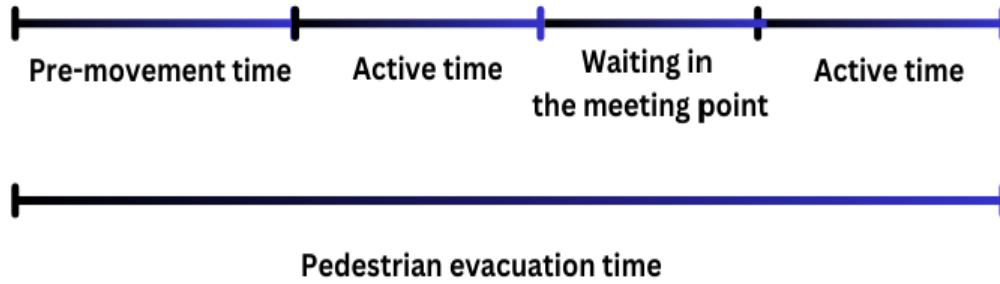 Pre-movement time
Active time
Waiting in
the meeting point
Active time
Pedestrian evacuation time